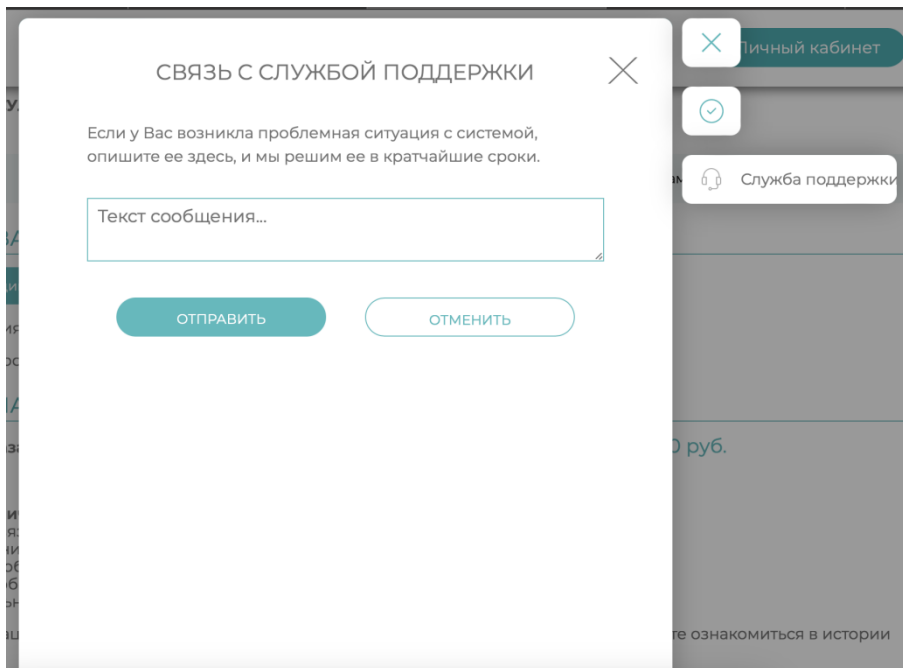 СВЯЗЬ С СЛУЖБОЙ ПОДДЕРЖКИ
Личный кабинет
Если у Вас возникла проблемная ситуация с системой,
опишите ее здесь, и мы решим ее в кратчайшие сроки.
Служба поддержки
Текст сообщения...
ОТПРАВИТЬ
ОТМЕНИТЬ
руб.
ознакомиться в истории